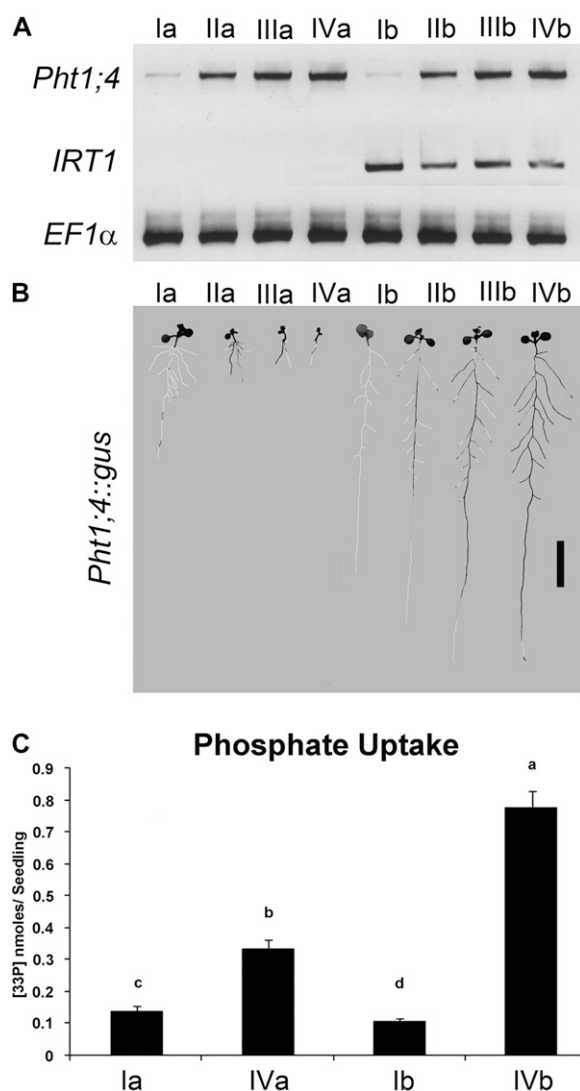 A
Ia IIa IIIa IVa Ib IIb IIIb IVb
Pht1;4
IRT1
EF1α
B
Ia IIa IIIa IVa Ib IIb IIIb IVb
Pht1;4::gus
C
Phosphate Uptake
[33P] nmoles/ Seedling
0.9
0.8
0.7
0.6
0.5
0.4
0.3
0.2
0.1
0
c
b
d
a
Ia IVa Ib IVb